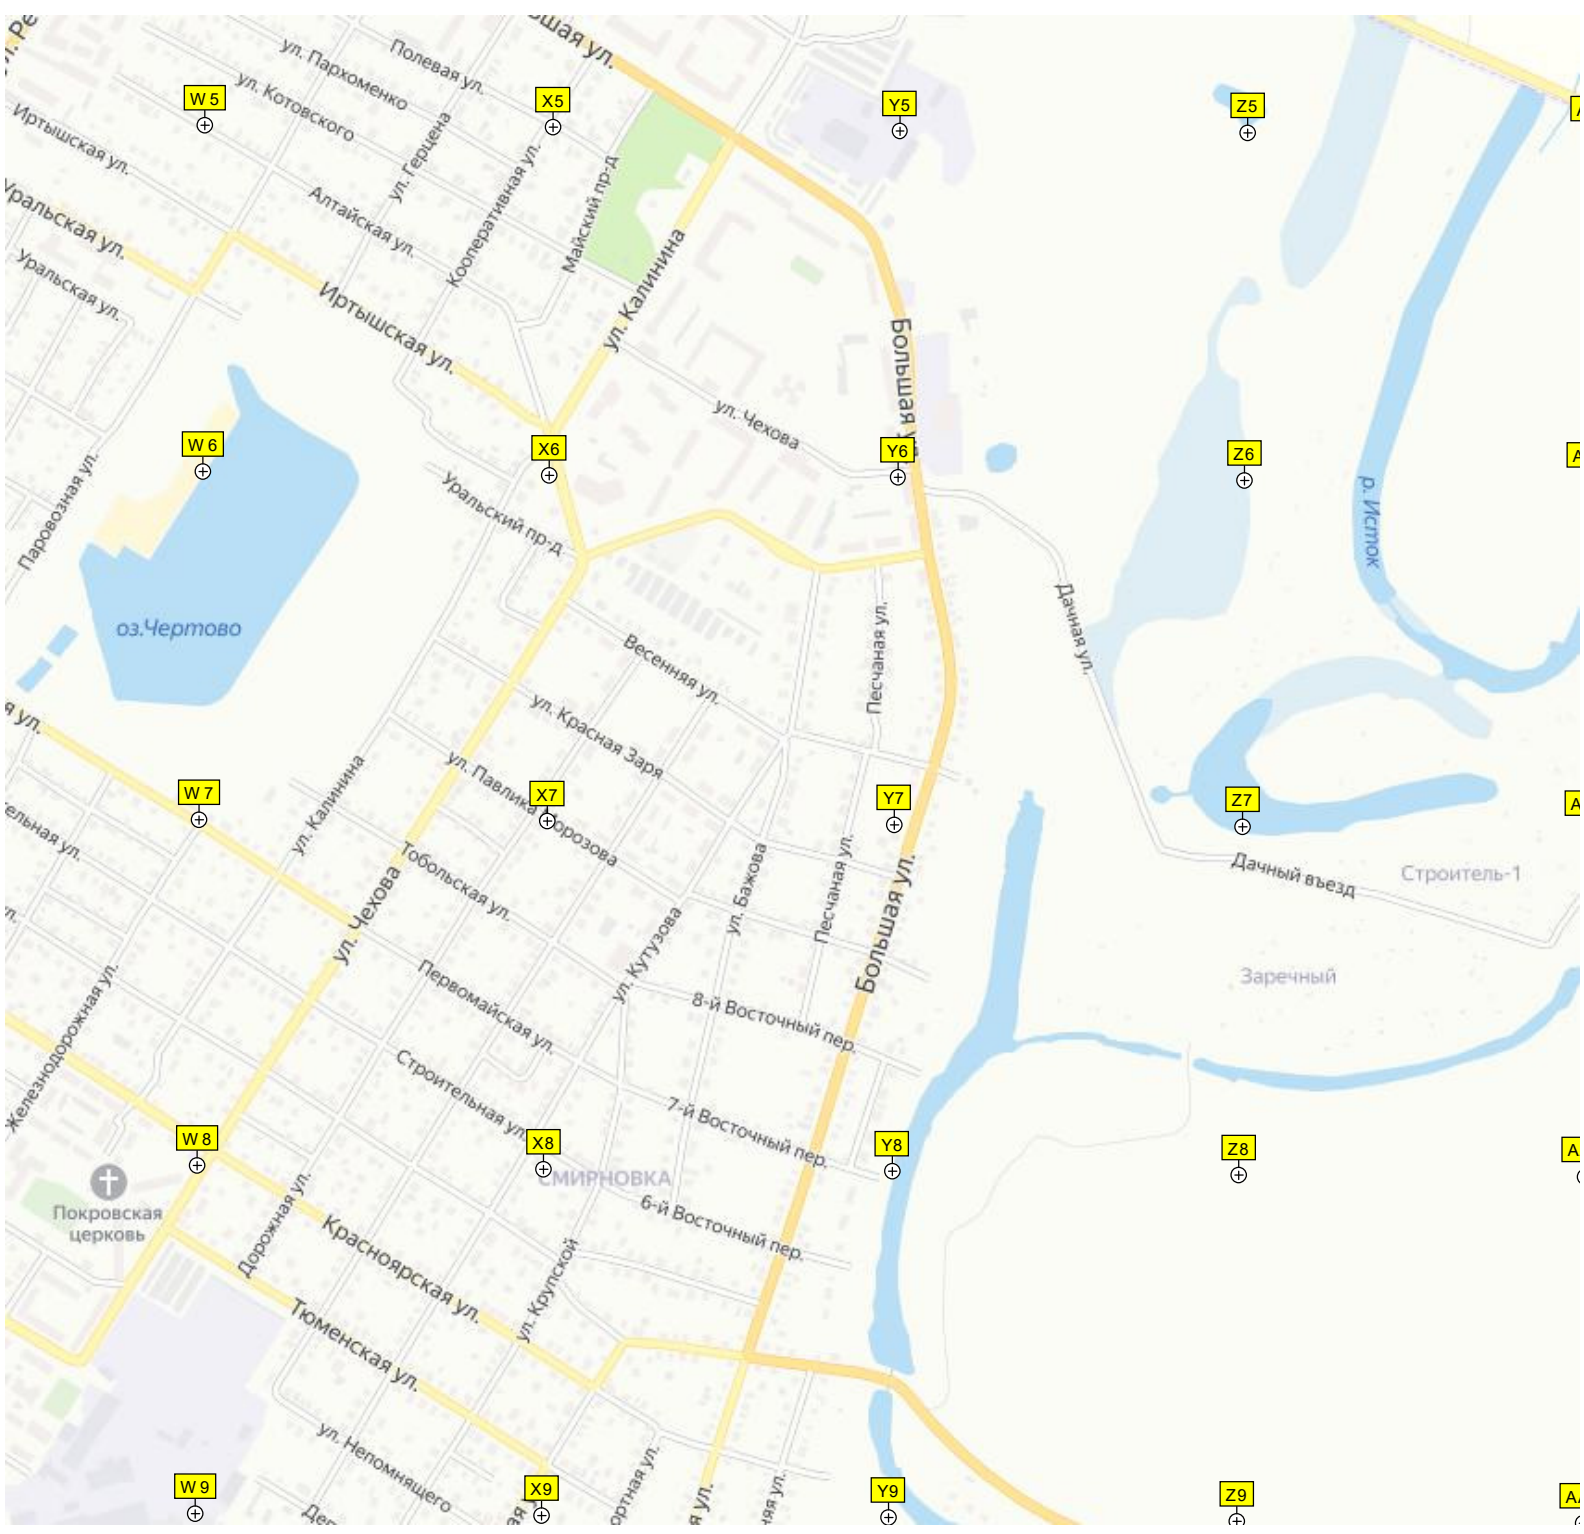 Полевая ул.
ул. Пархоменко
ул. Котовского
W 5
X5
Y5
Z5
Иртышская ул.
ул. Герцена
Алтайская ул.
Кооперативная ул.
Майский пр-д
Уральская ул.
Уральская ул.
Иртышская ул.
ул. Калинина
Большая ул.
ул. Чехова
W 6
X6
Y6
Z6
Паровозная ул.
Уральский пр-д
р. Исток
оз.Чертово
Весенняя ул.
Песчаная ул.
Дачная ул.
ул. Красная Заря
ул. Павлика Морозова
W 7
X7
Y7
Z7
ул. Калинина
Тобольская ул.
ул. Бажова
Песчаная ул.
Большая ул.
Дачный въезд
Строитель-1
ул. Чехова
ул. Кутузова
Первомайская ул.
8-й Восточный пер.
Заречный
Железнодорожная ул.
Строительная ул.
7-й Восточный пер.
W 8
X8
Y8
Z8
СМИРНОВКА
Покровская
церковь
Дорожная ул.
6-й Восточный пер.
Красноярская ул.
ул. Крупской
Тюменская ул.
ул. Непомнящего
W 9
X9
Y9
Z9